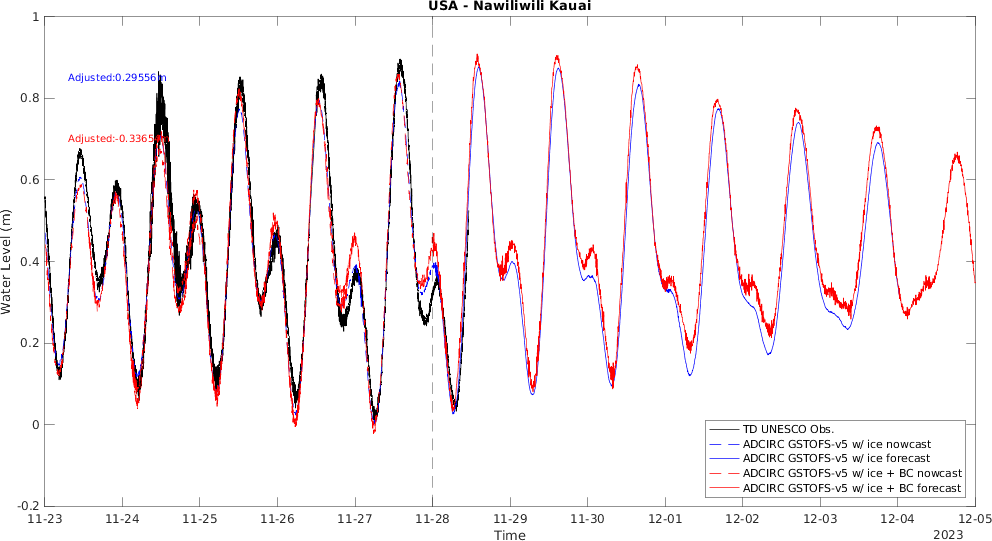 USA - Nawiliwili Kauai
1
0.8
0.6
0.4
0.2
0
-0.2
Water Level (m)
Adjusted:0.29556m
Adjusted:-0.3365
11-23 11-24 11-25 11-26 11-27 11-28 11-29 11-30 12-01 12-02 12-03 12-04 12-05
Time
2023
TD UNESCO Obs.
ADCIRC GSTOFS-v5 w/ ice nowcast
ADCIRC GSTOFS-v5 w/ ice forecast
ADCIRC GSTOFS-v5 w/ ice + BC nowcast
ADCIRC GSTOFS-v5 w/ ice + BC forecast